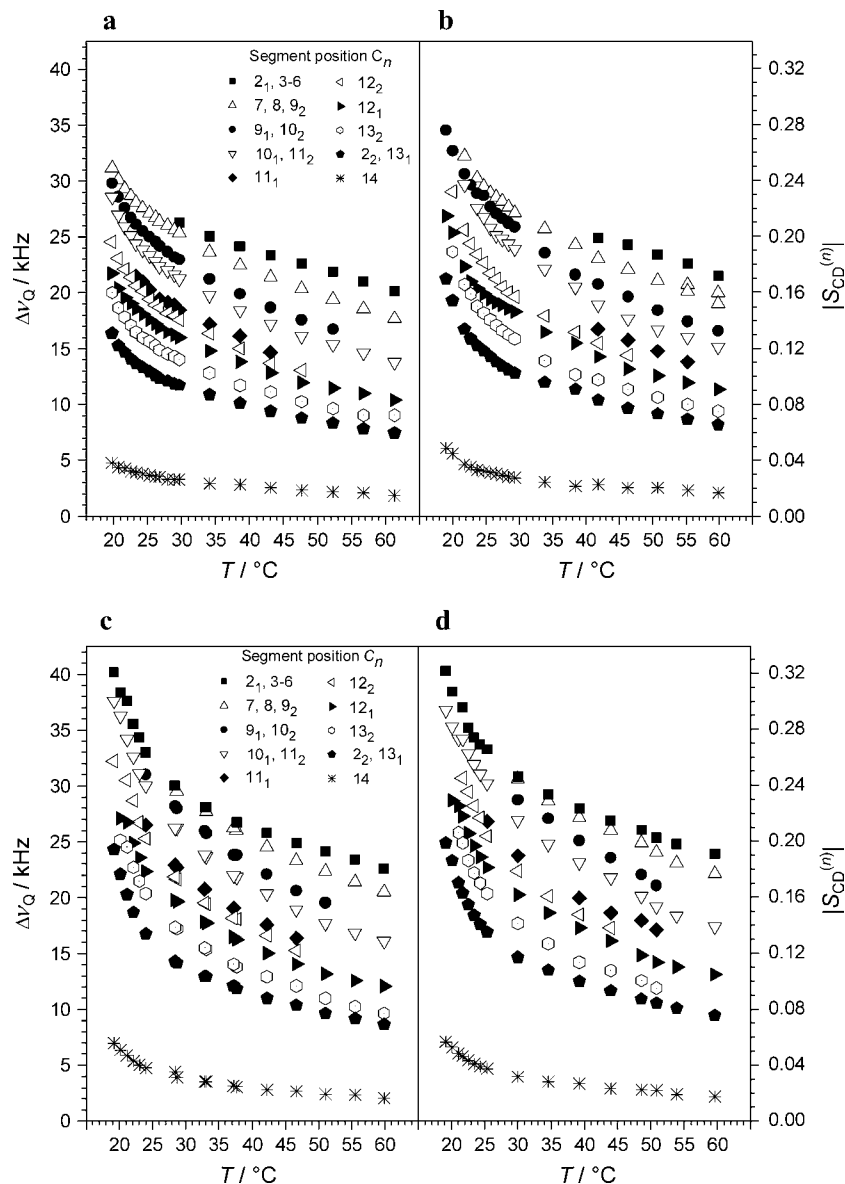 a
b
Segment position Cₙ
2₁, 3-6
12₂
7, 8, 9₂
12₁
9₁, 10₂
13₂
10₁, 11₂
2₂, 13₁
11₁
14
Δν_Q / kHz
40
35
30
25
20
15
10
5
0
0.32
0.28
0.24
0.20
0.16
0.12
0.08
0.04
0.00
|S_CD⁽ⁿ⁾|
20 25 30 35 40 45 50 55 60
20 25 30 35 40 45 50 55 60
T / °C
T / °C
c
d
Segment position Cₙ
2₁, 3-6
12₂
7, 8, 9₂
12₁
9₁, 10₂
13₂
10₁, 11₂
2₂, 13₁
11₁
14
Δν_Q / kHz
40
35
30
25
20
15
10
5
0
0.32
0.28
0.24
0.20
0.16
0.12
0.08
0.04
0.00
|S_CD⁽ⁿ⁾|
20 25 30 35 40 45 50 55 60
20 25 30 35 40 45 50 55 60
T / °C
T / °C